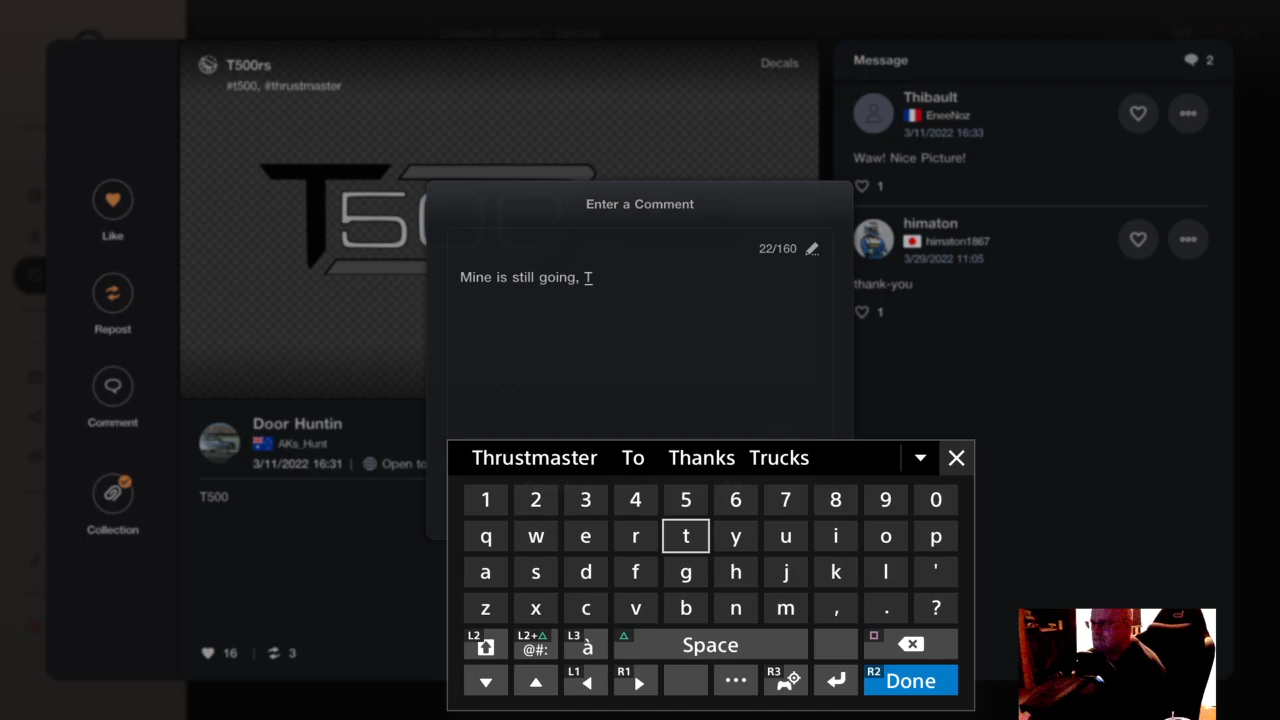 T500rs
#t500, #thrustmaster
Decals
T500
Like
Repost
Comment
Collection
Door Huntin
AKs_Hunt
3/11/2022 16:31 | Open to
T500
16 | 3
Message
2
Thibault
EneeNoz
3/11/2022 16:33
Waw! Nice Picture!
1
himaton
himaton1867
3/29/2022 11:05
thank-you
1
Enter a Comment
22/160
Mine is still going, T
Thrustmaster To Thanks Trucks
1 2 3 4 5 6 7 8 9 0
q w e r t y u i o p
a s d f g h j k l '
z x c v b n m , . ?
L2 L2+△ @#: L3 à △ Space
L1 R1 ... R3 R2 Done